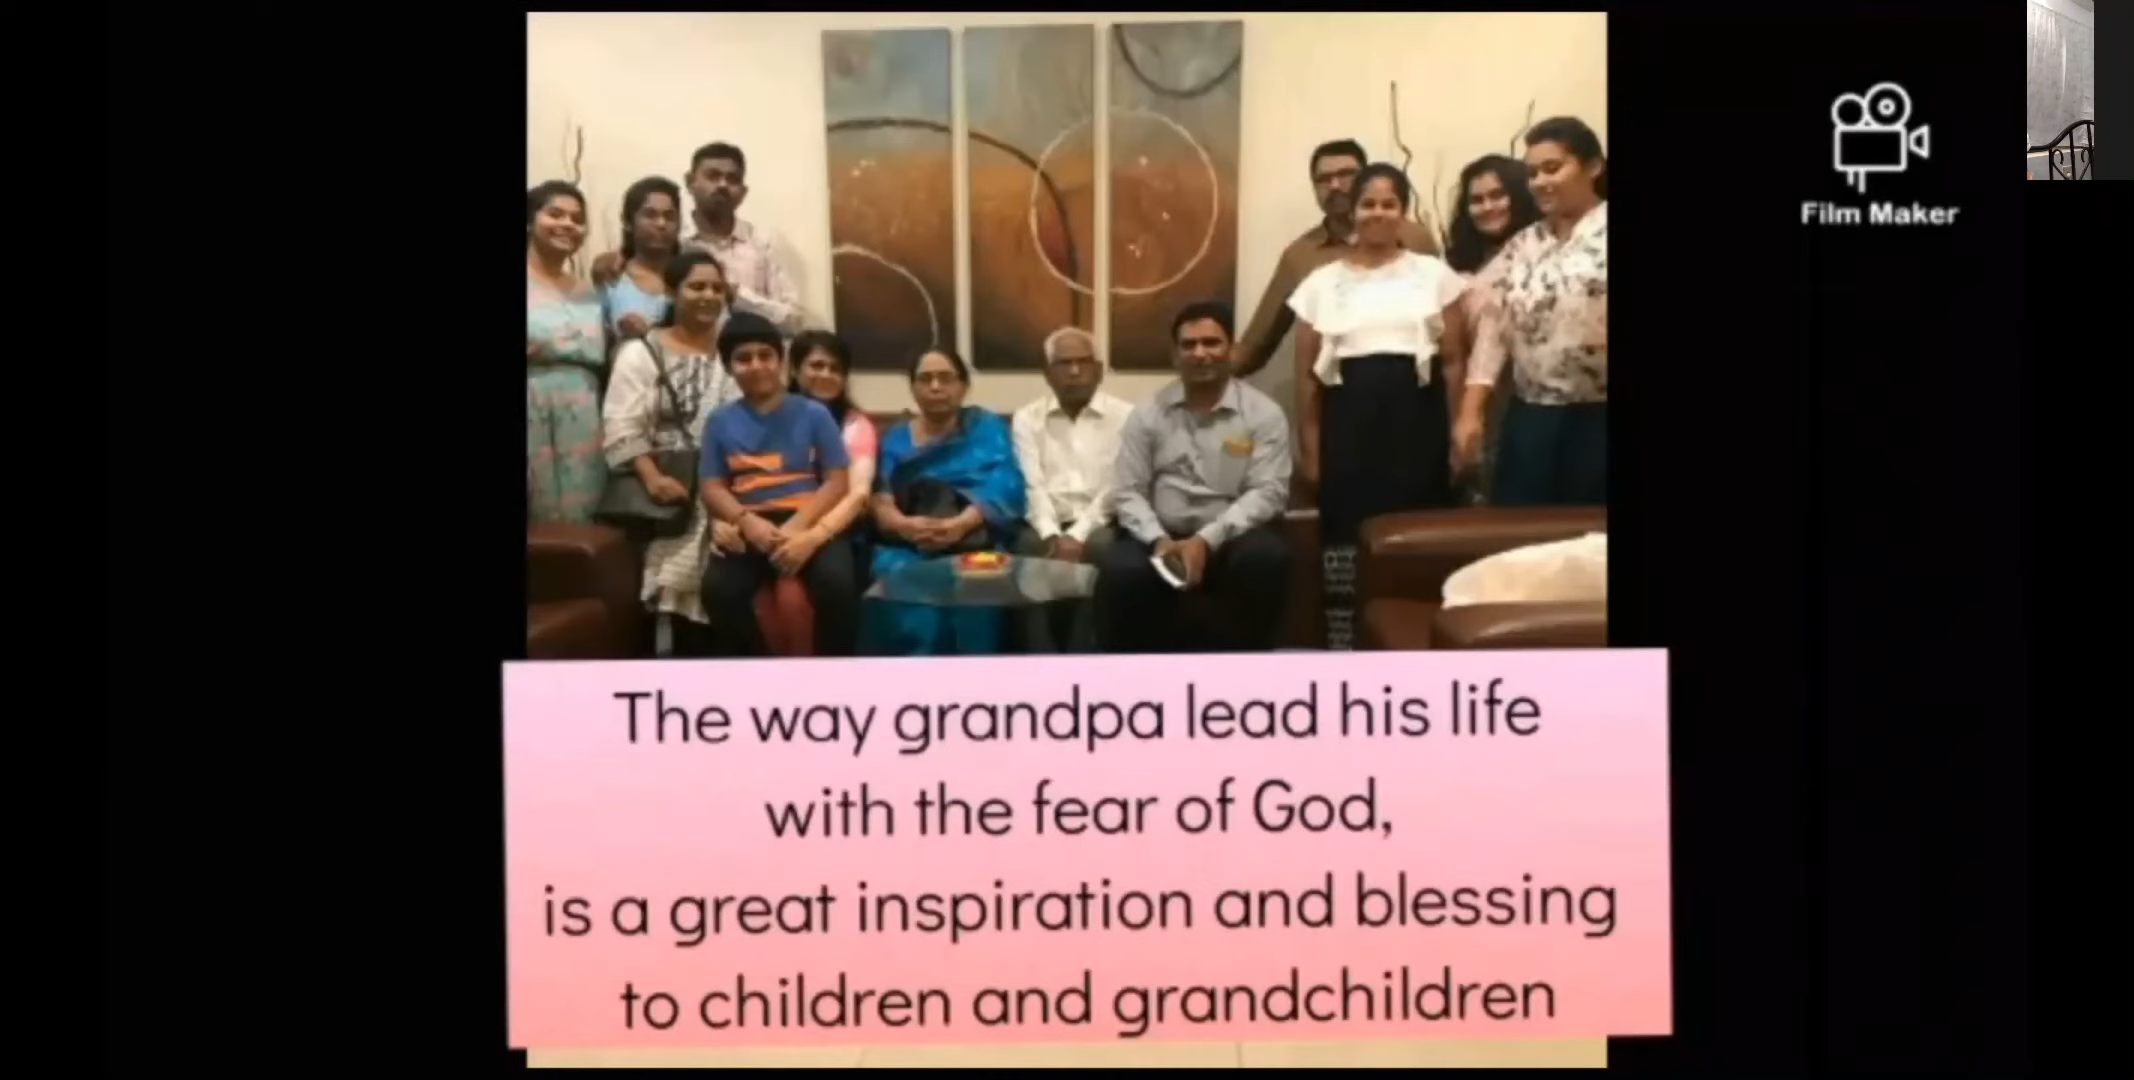 Film Maker
The way grandpa lead his life
with the fear of God,
is a great inspiration and blessing
to children and grandchildren